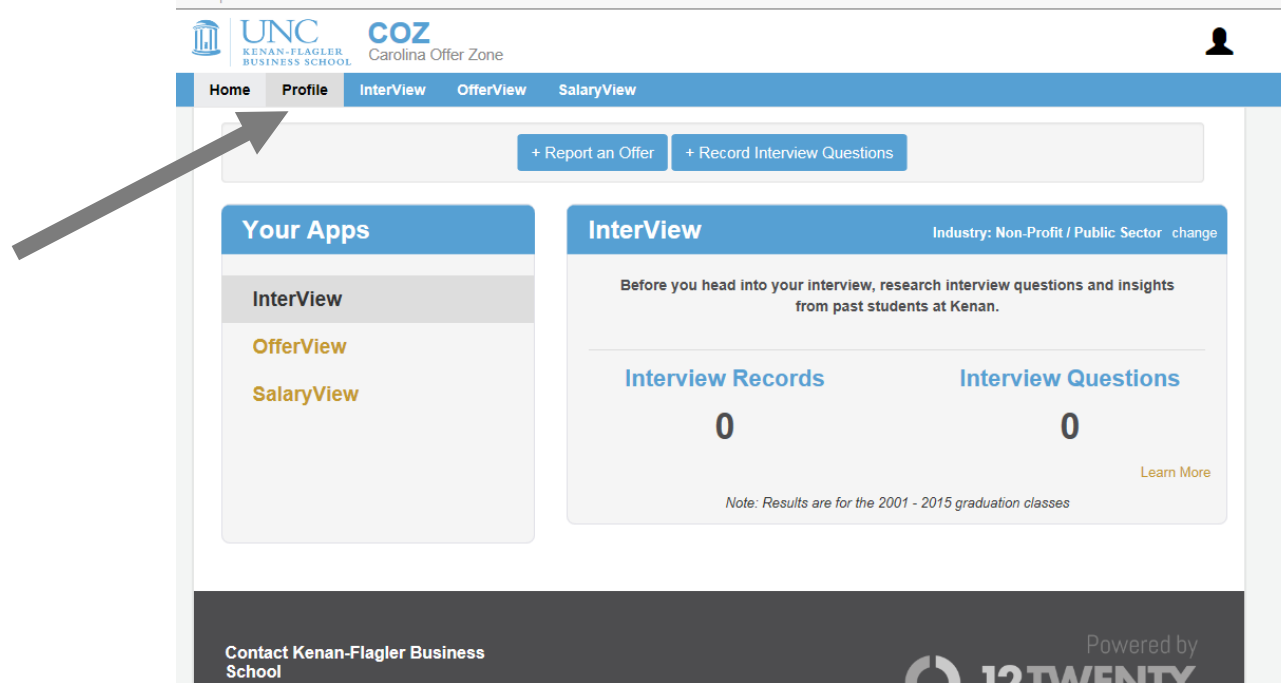 UNC
KENAN-FLAGLER
BUSINESS SCHOOL
COZ
Carolina Offer Zone
Home Profile InterView OfferView SalaryView
+ Report an Offer + Record Interview Questions
Your Apps
InterView
OfferView
SalaryView
InterView Industry: Non-Profit / Public Sector change
Before you head into your interview, research interview questions and insights
from past students at Kenan.
Interview Records Interview Questions
0 0
Learn More
Note: Results are for the 2001 - 2015 graduation classes
Contact Kenan-Flagler Business
School
Powered by
12TWENTY